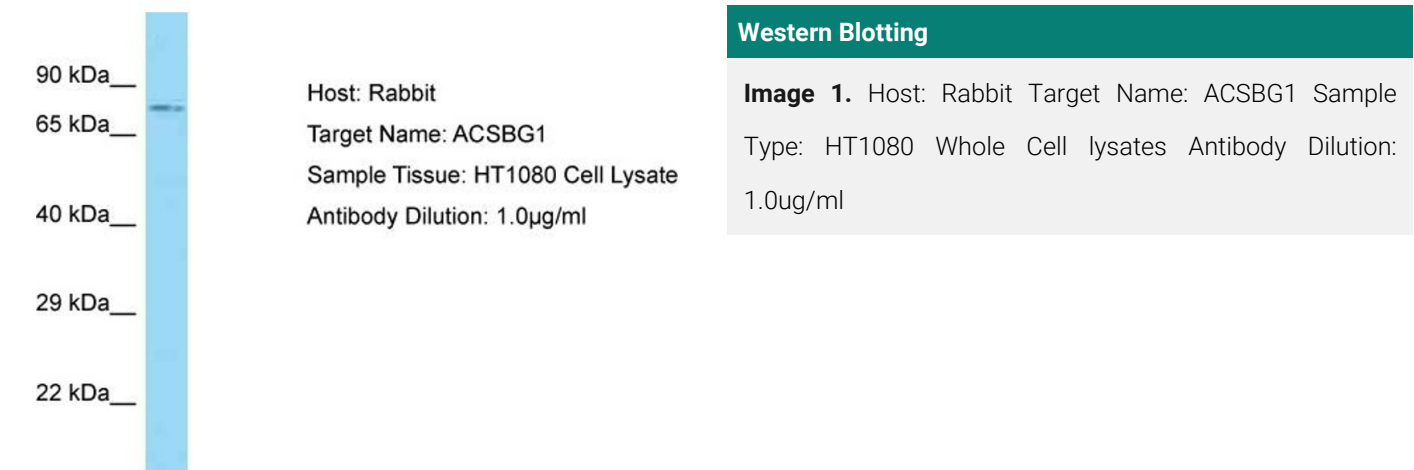 90 kDa__
65 kDa__
40 kDa__
29 kDa__
22 kDa__
Host: Rabbit
Target Name: ACSBG1
Sample Tissue: HT1080 Cell Lysate
Antibody Dilution: 1.0µg/ml
Western Blotting
Image 1. Host: Rabbit Target Name: ACSBG1 Sample
Type: HT1080 Whole Cell lysates Antibody Dilution:
1.0ug/ml